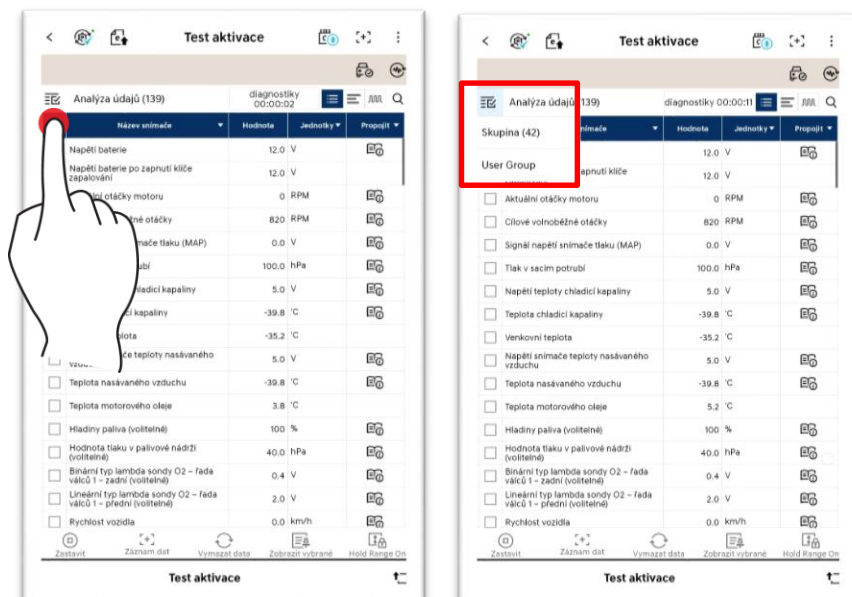 Test aktivace
Analýza údajů (139)
diagnostiky
00:00:02
Název snímače Hodnota Jednotky Propojit
Napětí baterie 12.0 V
Napětí baterie po zapnutí klíče
zapalování 12.0 V
otáčky motoru 0 RPM
otáčky 820 RPM
tlaku (MAP) 0.0 V
100.0 hPa
chladicí kapaliny 5.0 V
kapaliny -39.8 °C
-35.2 °C
teploty nasávaného 5.0 V
Teplota nasávaného vzduchu -39.8 °C
Teplota motorového oleje 3.8 °C
Hladiny paliva (volitelné) 100 %
Hodnota tlaku v palivové nádrži
(volitelné) 40.0 hPa
Binární typ lambda sondy O2 – řada
válců 1 – zadní (volitelné) 0.4 V
Lineární typ lambda sondy O2 – řada
válců 1 – přední (volitelné) 2.0 V
Rychlost vozidla 0.0 km/h
Zastavit Záznam dat Vymazat data Zobrazit vybrané Hold Range On
Test aktivace
Test aktivace
Analýza údajů (139) diagnostiky 00:00:11
Skupina (42)
User Group
Hodnota Jednotky Propojit
12.0 V
zapnutí klíče
12.0 V
Aktuální otáčky motoru 0 RPM
Cílové volnoběžné otáčky 820 RPM
Signál napětí snímače tlaku (MAP) 0.0 V
Tlak v sacím potrubí 100.0 hPa
Napětí teploty chladicí kapaliny 5.0 V
Teplota chladicí kapaliny -39.8 °C
Venkovní teplota -35.2 °C
Napětí snímače teploty nasávaného
vzduchu 5.0 V
Teplota nasávaného vzduchu -39.8 °C
Teplota motorového oleje 5.2 °C
Hladiny paliva (volitelné) 100 %
Hodnota tlaku v palivové nádrži
(volitelné) 40.0 hPa
Binární typ lambda sondy O2 – řada
válců 1 – zadní (volitelné) 0.4 V
Lineární typ lambda sondy O2 – řada
válců 1 – přední (volitelné) 2.0 V
Rychlost vozidla 0.0 km/h
Zastavit Záznam dat Vymazat data Zobrazit vybrané Hold Range On
Test aktivace